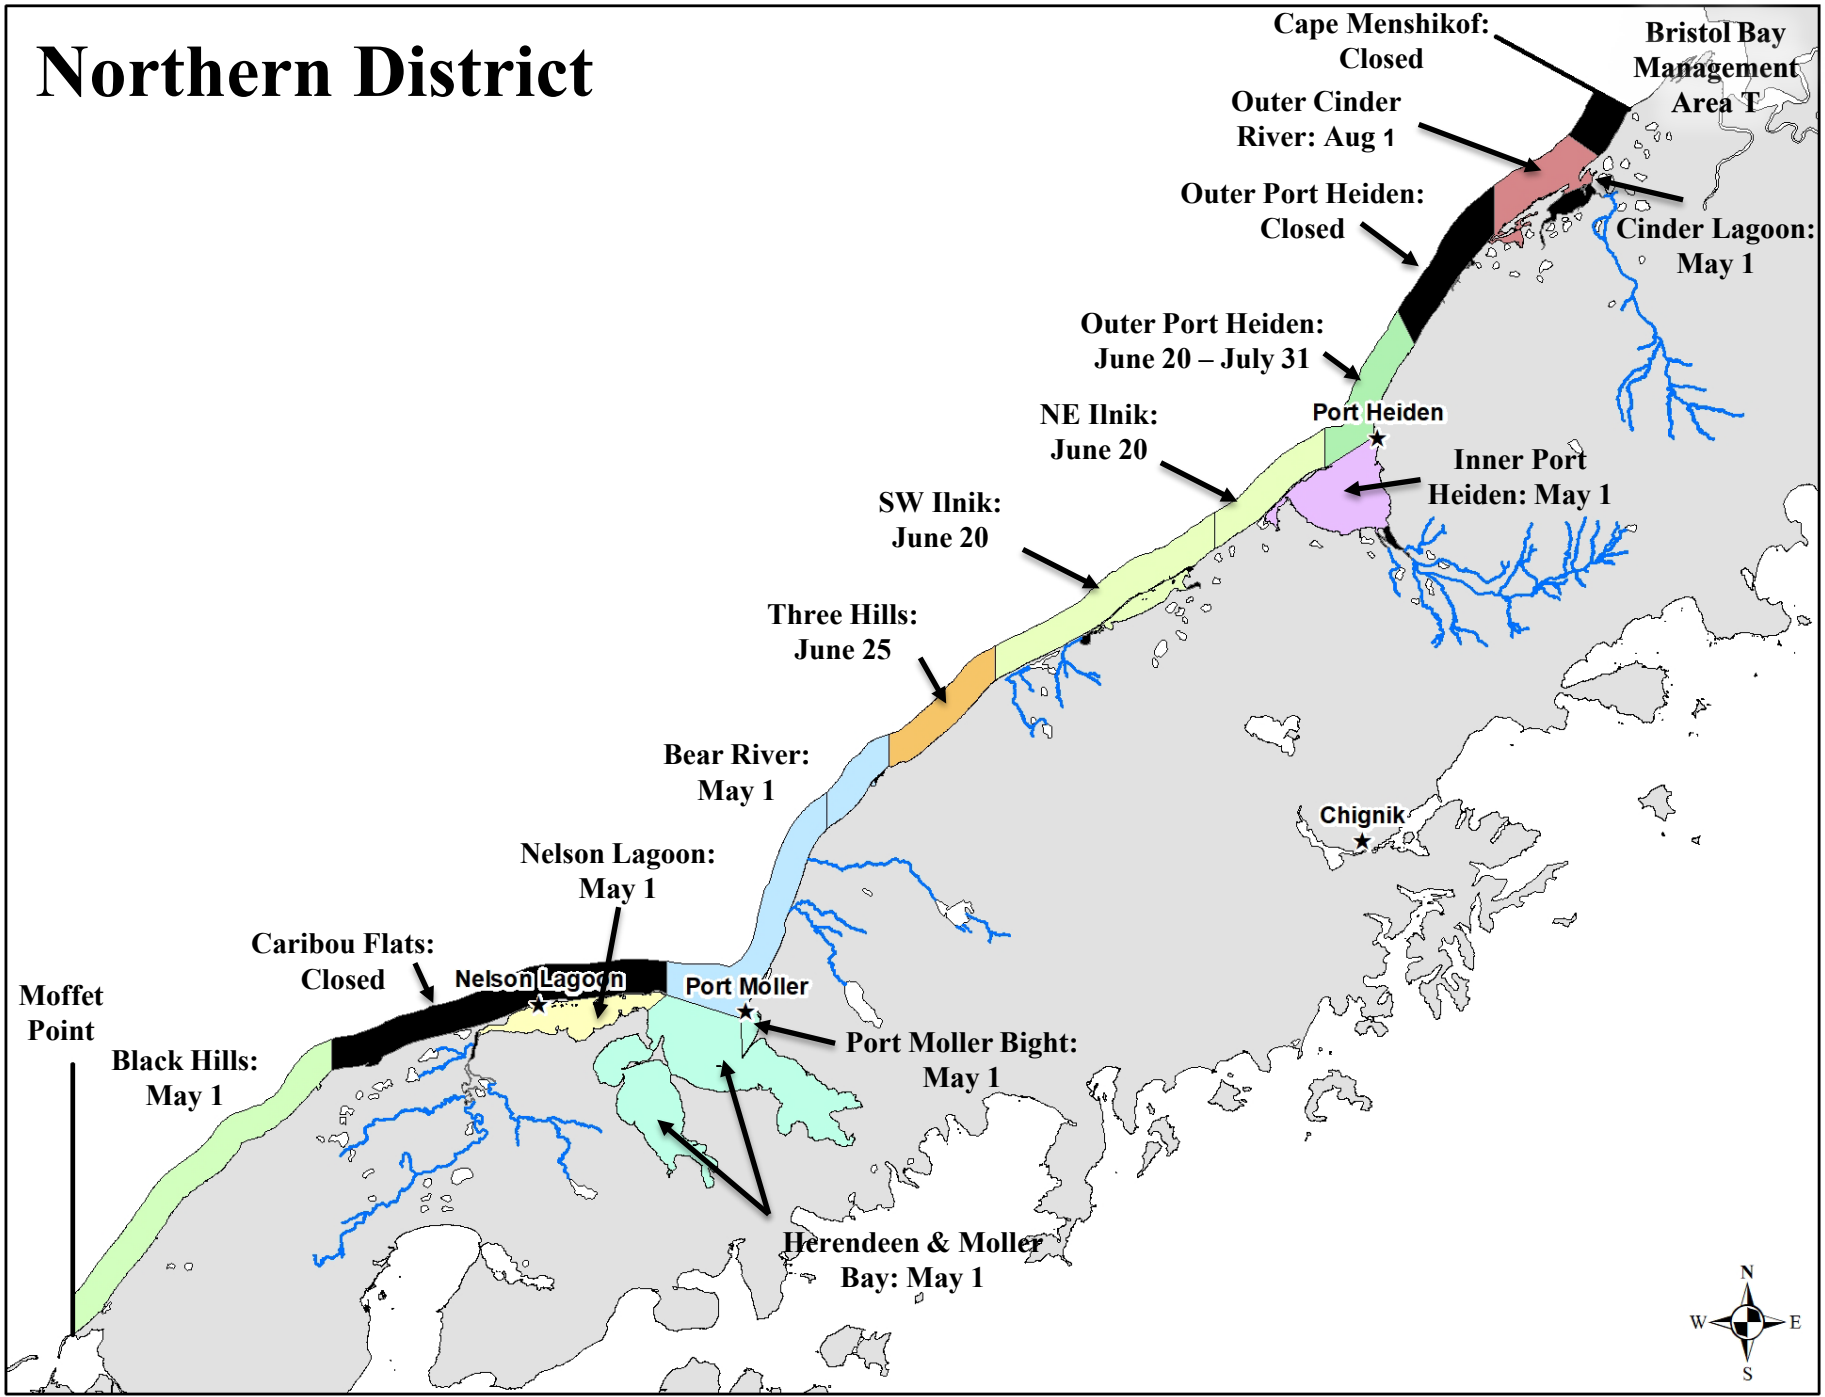 Northern District
Cape Menshikof:
Closed
Bristol Bay
Management
Area T
Outer Cinder
River: Aug 1
Outer Port Heiden:
Closed
Cinder Lagoon:
May 1
Outer Port Heiden:
June 20 – July 31
Port Heiden
NE Ilnik:
June 20
Inner Port
Heiden: May 1
SW Ilnik:
June 20
Three Hills:
June 25
Bear River:
May 1
Chignik
Nelson Lagoon:
May 1
Caribou Flats:
Closed
Nelson Lagoon
Port Moller
Moffet
Point
Port Moller Bight:
May 1
Black Hills:
May 1
Herendeen & Moller
Bay: May 1
N
W
E
S